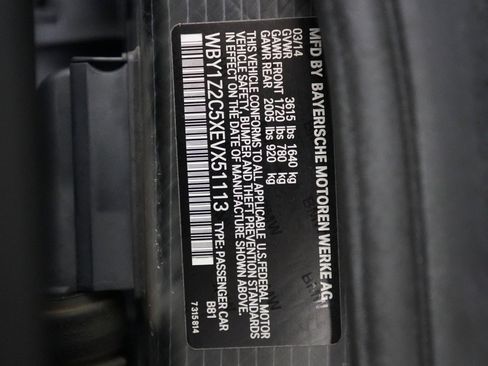 MFD BY BAYERISCHE MOTOREN WERKE AG
03/14
GVWR 3615 lbs 1640 kg
GAWR FRONT 1720 lbs 780 kg
GAWR REAR 2005 lbs 920 kg
THIS VEHICLE CONFORMS TO ALL APPLICABLE U.S.FEDERAL MOTOR
VEHICLE SAFETY, BUMPER AND THEFT PREVENTION STANDARDS
IN EFFECT ON THE DATE OF MANUFACTURE SHOWN ABOVE.
WBY1Z2C5XEVX51113 TYPE: PASSENGER CAR
B81
7315814